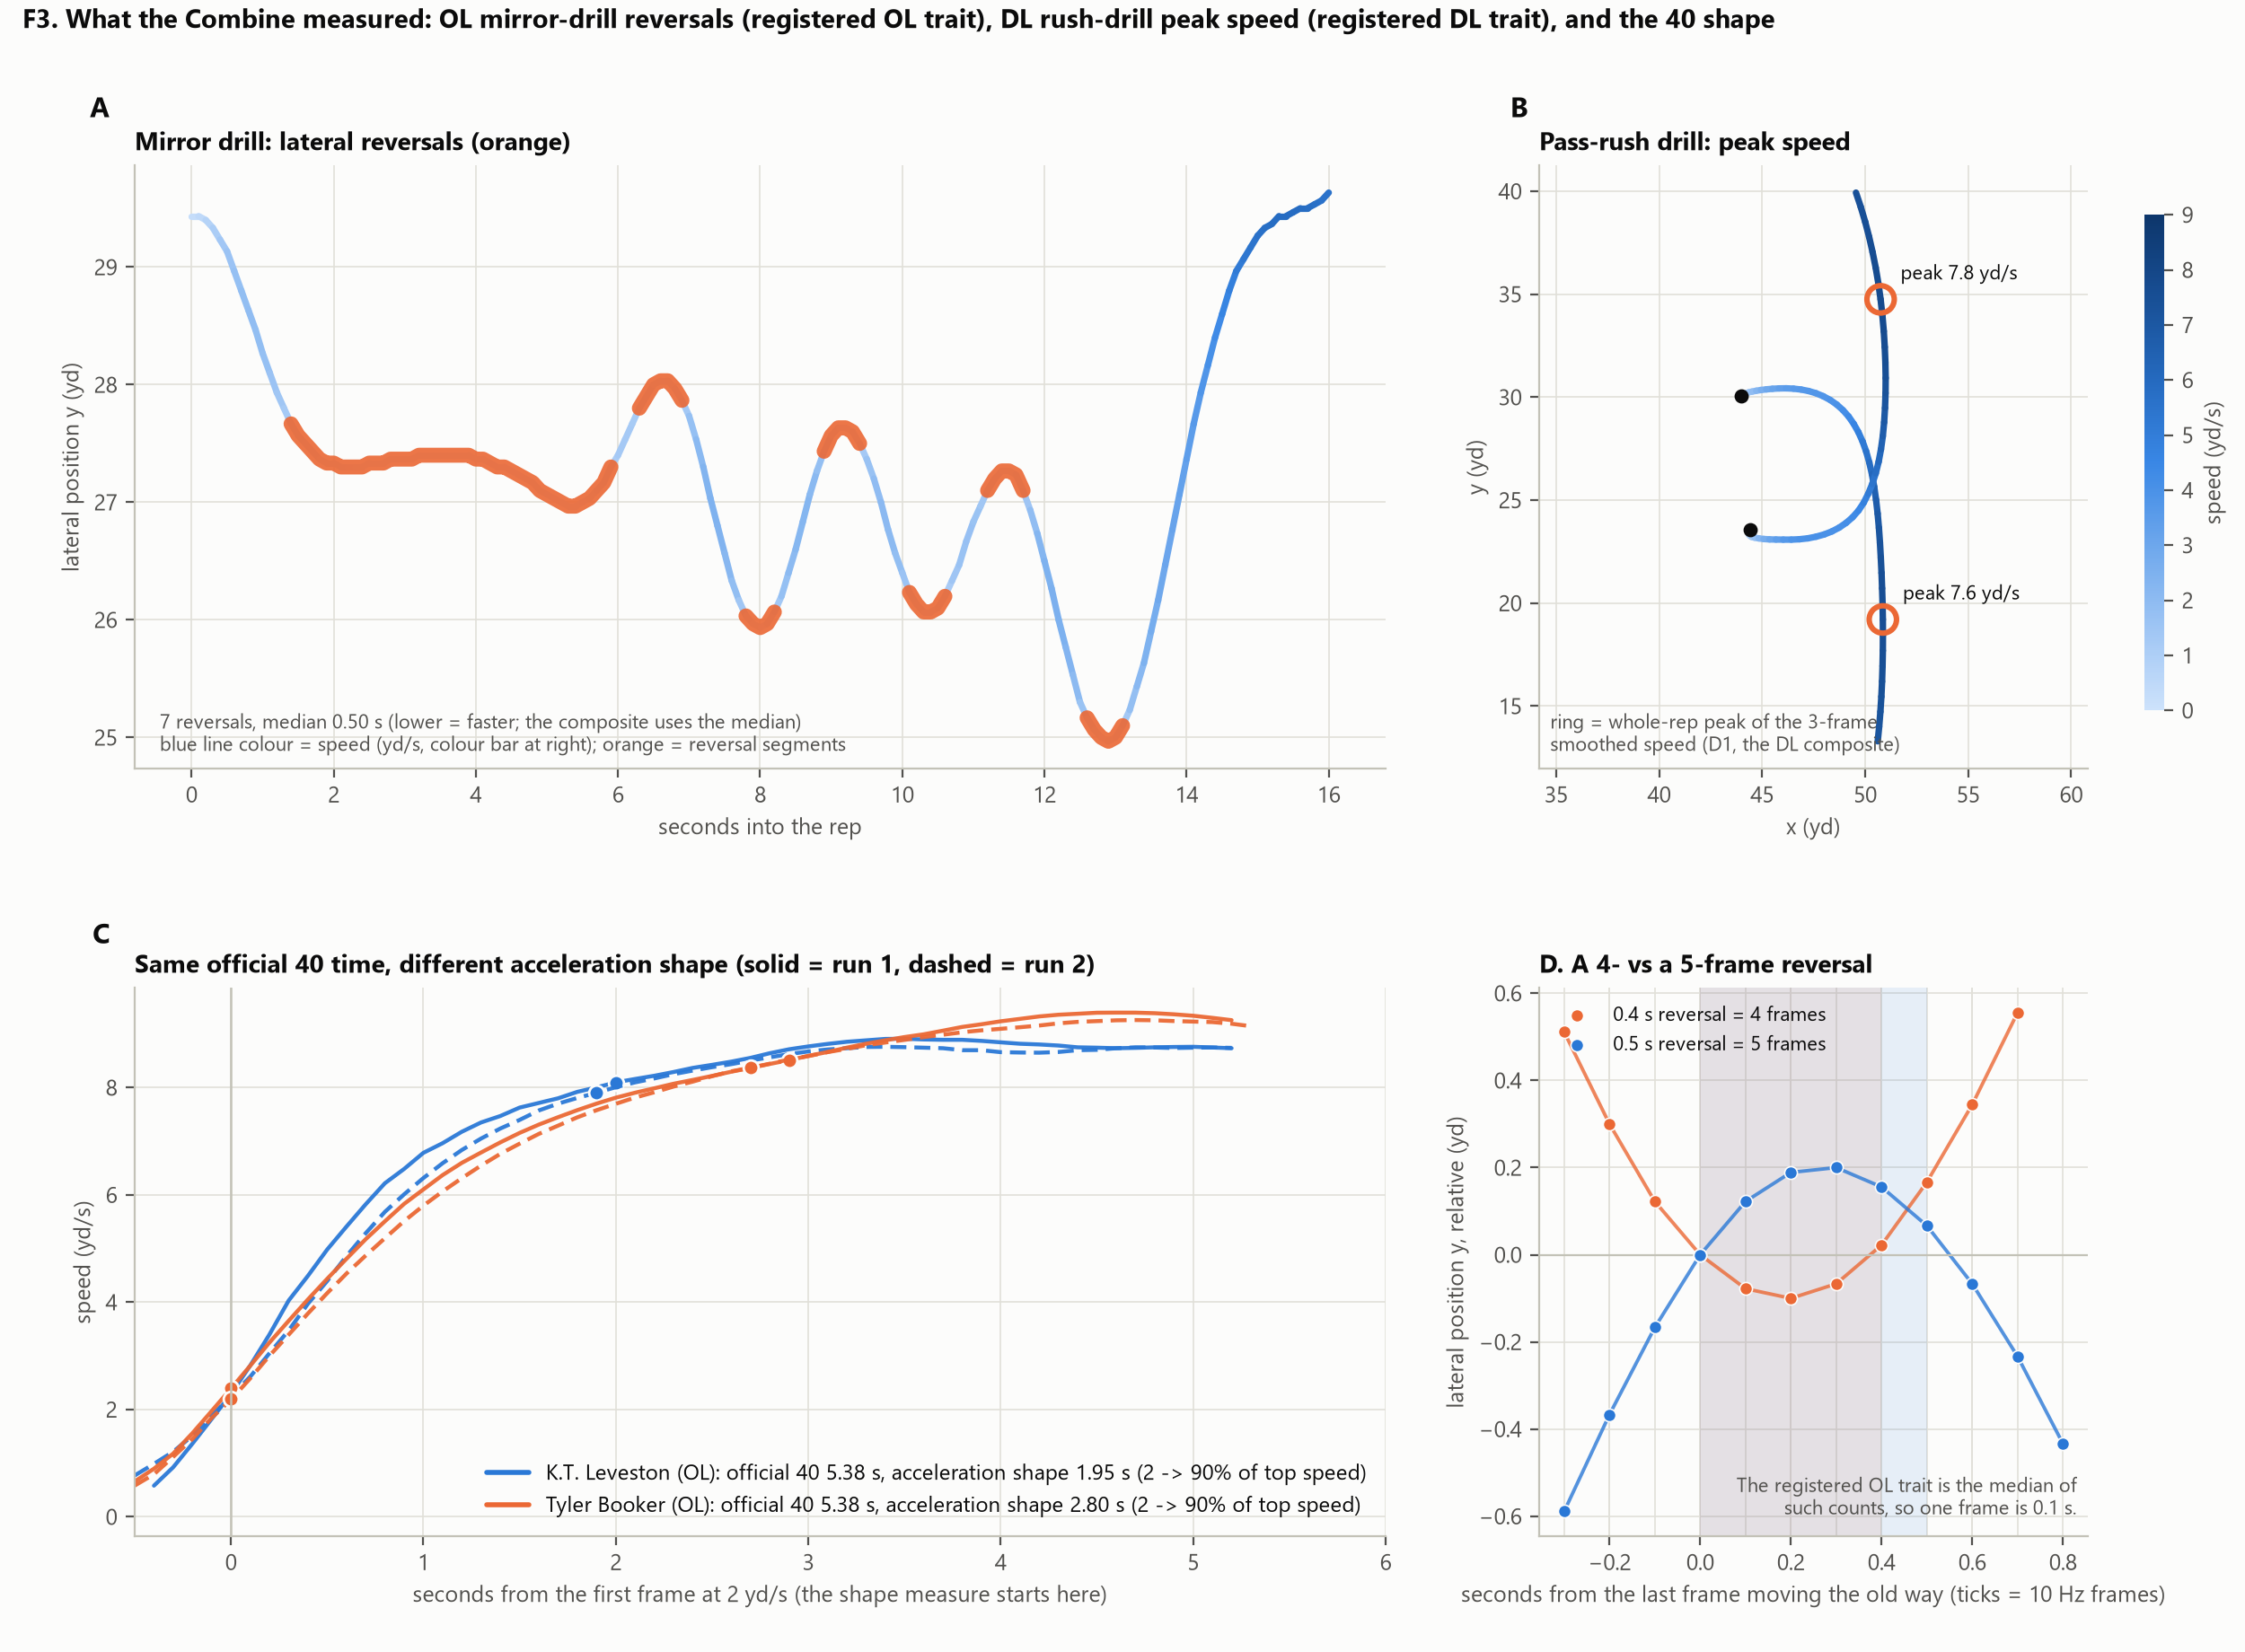 F3. What the Combine measured: OL mirror-drill reversals (registered OL trait), DL rush-drill peak speed (registered DL trait), and the 40 shape
A
Mirror drill: lateral reversals (orange)
29
28
27
26
25
lateral position y (yd)
7 reversals, median 0.50 s (lower = faster; the composite uses the median)
blue line colour = speed (yd/s, colour bar at right); orange = reversal segments
0 2 4 6 8 10 12 14 16
seconds into the rep
B
Pass-rush drill: peak speed
40
35
30
25
20
15
y (yd)
peak 7.8 yd/s
peak 7.6 yd/s
ring = whole-rep peak of the 3-frame
smoothed speed (D1, the DL composite)
35 40 45 50 55 60
x (yd)
9
8
7
6
5
4
3
2
1
0
speed (yd/s)
C
Same official 40 time, different acceleration shape (solid = run 1, dashed = run 2)
8
6
4
2
0
speed (yd/s)
K.T. Leveston (OL): official 40 5.38 s, acceleration shape 1.95 s (2 -> 90% of top speed)
Tyler Booker (OL): official 40 5.38 s, acceleration shape 2.80 s (2 -> 90% of top speed)
0 1 2 3 4 5 6
seconds from the first frame at 2 yd/s (the shape measure starts here)
D. A 4- vs a 5-frame reversal
0.6
0.4
0.2
0.0
−0.2
−0.4
−0.6
lateral position y, relative (yd)
0.4 s reversal = 4 frames
0.5 s reversal = 5 frames
The registered OL trait is the median of
such counts, so one frame is 0.1 s.
−0.2 0.0 0.2 0.4 0.6 0.8
seconds from the last frame moving the old way (ticks = 10 Hz frames)